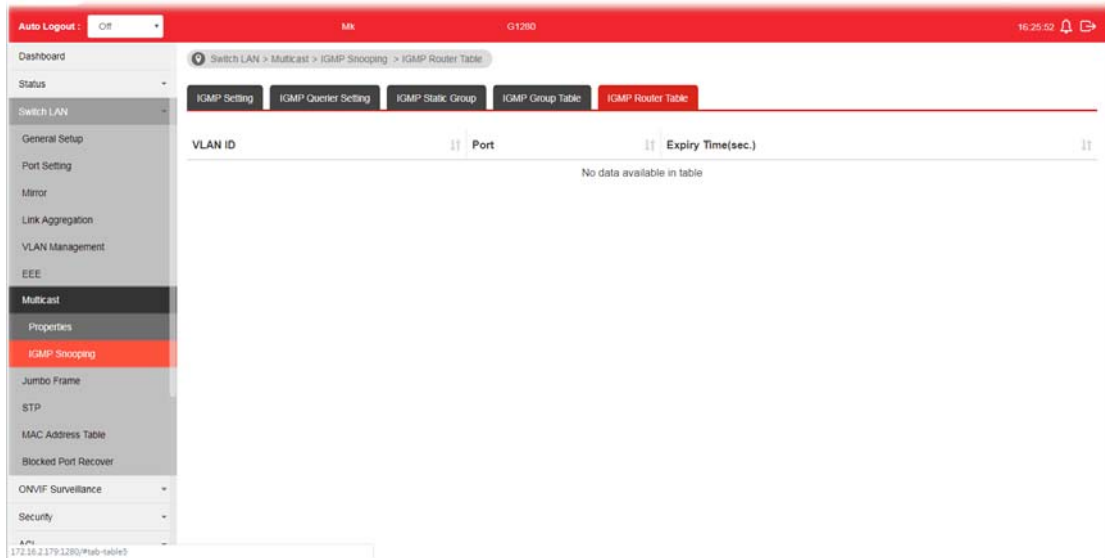 Auto Logout : Off Mk G1280 16:25:52
Dashboard
Switch LAN > Multicast > IGMP Snooping > IGMP Router Table
Status
IGMP Setting IGMP Querier Setting IGMP Static Group IGMP Group Table IGMP Router Table
Switch LAN
General Setup
VLAN ID Port Expiry Time(sec.)
Port Setting
No data available in table
Mirror
Link Aggregation
VLAN Management
EEE
Multicast
Properties
IGMP Snooping
Jumbo Frame
STP
MAC Address Table
Blocked Port Recover
ONVIF Surveillance
Security
ACL
172.16.2.179:1280/#tab-table5